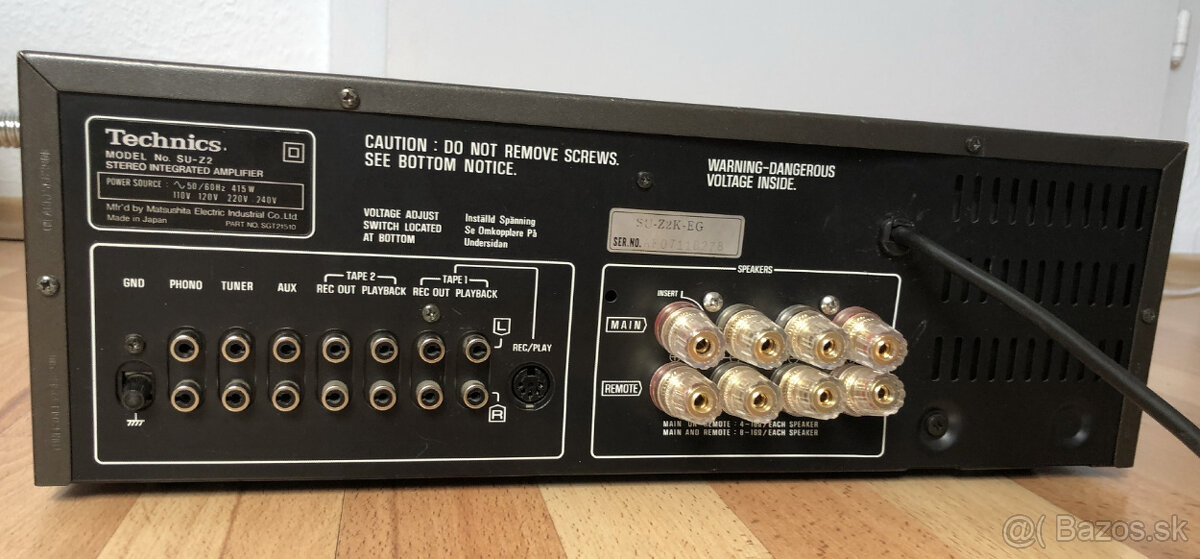 Technics.
MODEL No. SU-Z2
STEREO INTEGRATED AMPLIFIER
POWER SOURCE : ∿50/60Hz 415W
110V 120V 220V 240V
Mfr'd by Matsushita Electric Industrial Co.,Ltd.
Made in Japan
PART NO. SGT21510
CAUTION : DO NOT REMOVE SCREWS.
SEE BOTTOM NOTICE.
WARNING-DANGEROUS
VOLTAGE INSIDE.
VOLTAGE ADJUST
SWITCH LOCATED
AT BOTTOM
Inställd Spänning
Se Omkopplare På
Undersidan
SU-Z2K-EG
SER.NO.
GND
PHONO
TUNER
AUX
TAPE 2
REC OUT PLAYBACK
TAPE 1
REC OUT PLAYBACK
L
REC/PLAY
R
SPEAKERS
INSERT
MAIN
REMOTE
MAIN OR REMOTE : 4-16Ω/EACH SPEAKER
MAIN AND REMOTE : 8-16Ω/EACH SPEAKER
@( Bazos.sk